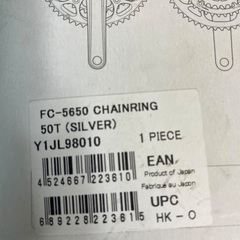 FC-5650 CHAINRING
50T (SILVER)
Y1JL98010 1 PIECE
EAN
4 524667 223610
Product of Japan
Fabriqué au Japon
UPC
6 89228 22361 5
HK-O